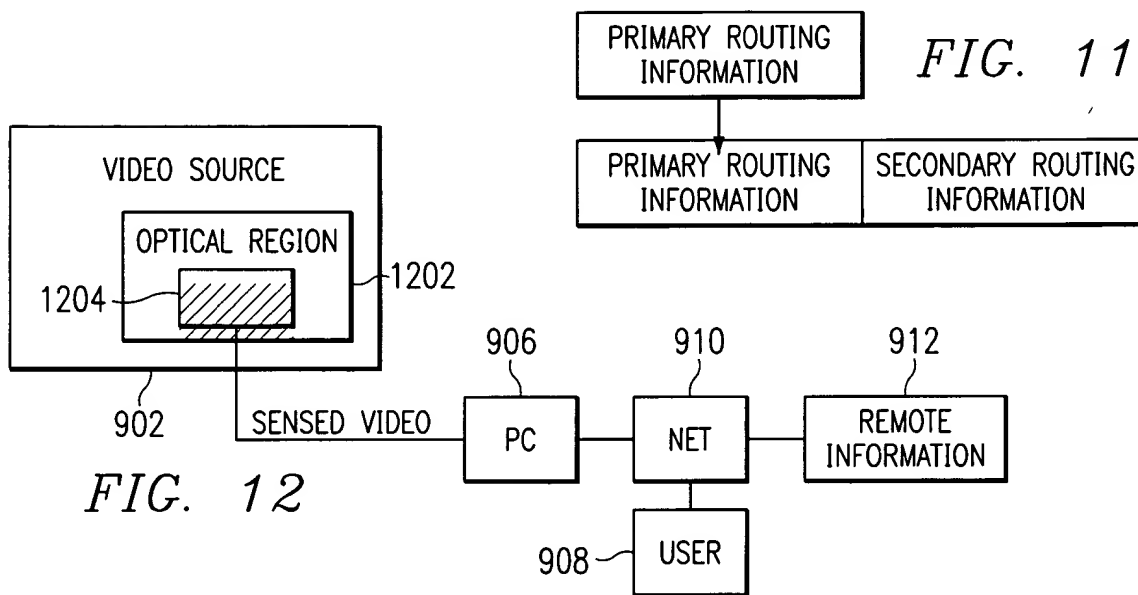 PRIMARY ROUTING
INFORMATION
FIG. 11
PRIMARY ROUTING
INFORMATION
SECONDARY ROUTING
INFORMATION
VIDEO SOURCE
OPTICAL REGION
1204
1202
902
SENSED VIDEO
906
PC
910
NET
912
REMOTE
INFORMATION
908
USER
FIG. 12